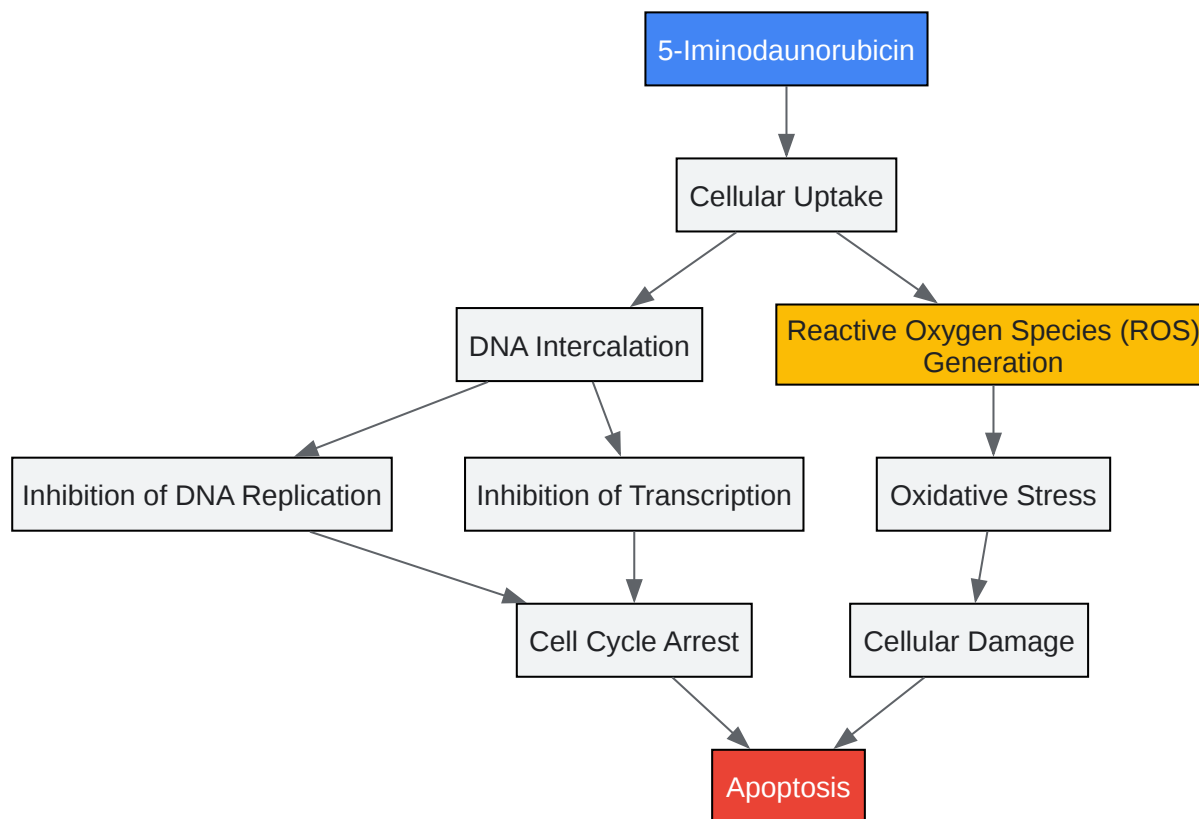 5-Iminodaunorubicin
Cellular Uptake
DNA Intercalation
Reactive Oxygen Species (ROS)
Generation
Inhibition of DNA Replication
Inhibition of Transcription
Oxidative Stress
Cell Cycle Arrest
Cellular Damage
Apoptosis